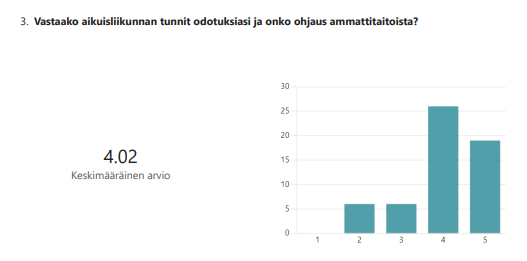 3. Vastaako aikuisliikunnan tunnit odotuksiasi ja onko ohjaus ammattitaitoista?
4.02
Keskimääräinen arvio
30
25
20
15
10
5
0
1 2 3 4 5